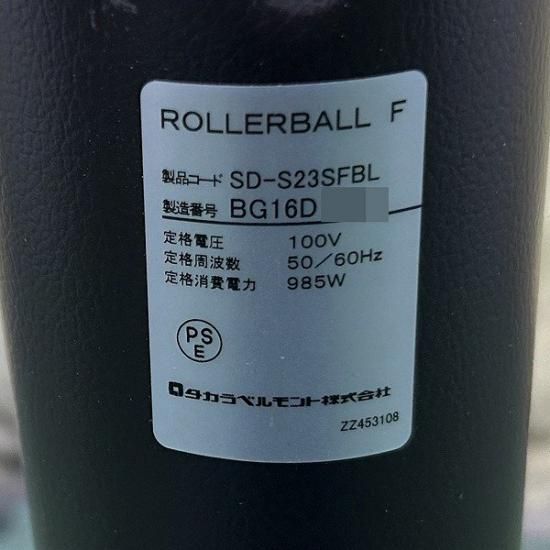 ROLLERBALL F
製品コード SD-S23SFBL
製造番号 BG16D
定格電圧 100V
定格周波数 50/60Hz
定格消費電力 985W
PS
E
タカラベルモント株式会社
ZZ453108